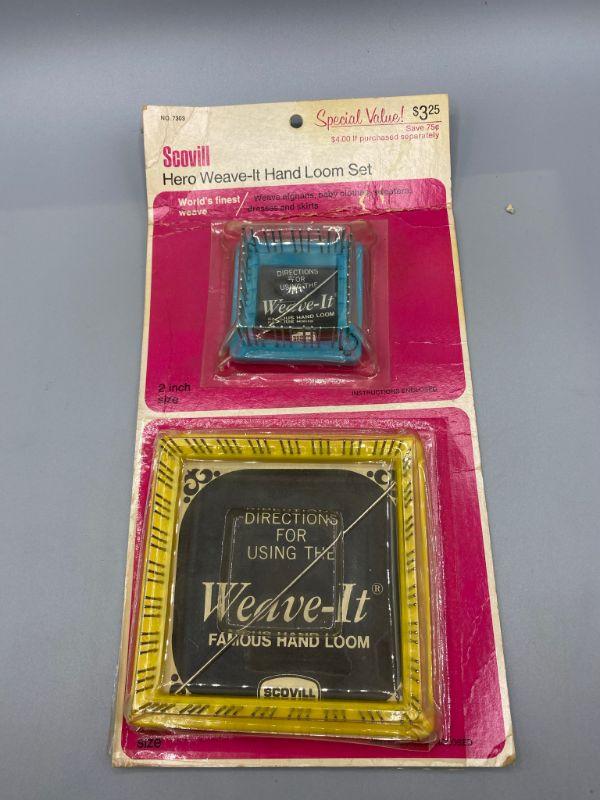 NO. 7303
Special Value! $3.25
Save 75¢
$4.00 if purchased separately
Scovill
Hero Weave-It Hand Loom Set
World's finest weave
Weave afghans, baby clothes, sweaters,
dresses and skirts
DIRECTIONS
FOR
USING THE
Weave-It
FAMOUS HAND LOOM
2 inch
size
INSTRUCTIONS ENCLOSED
DIRECTIONS
FOR
USING THE
Weave-It®
FAMOUS HAND LOOM
SCOVILL
size